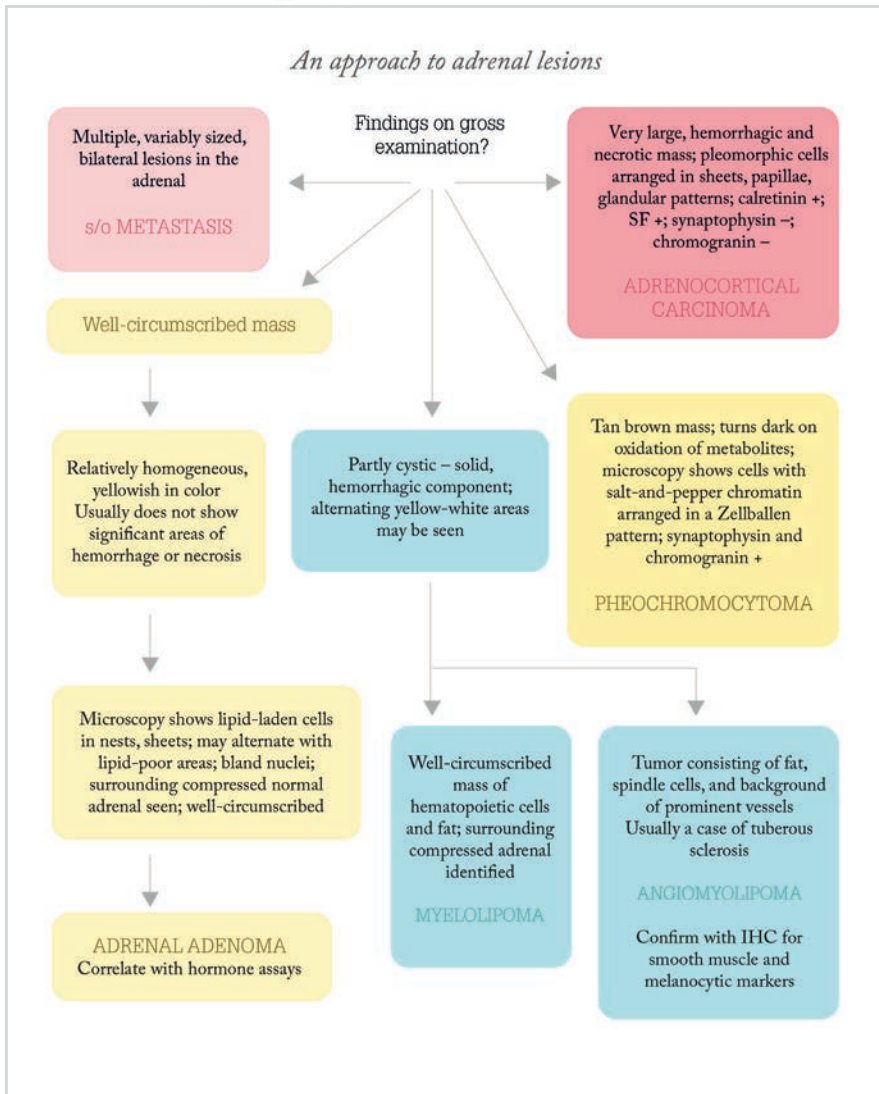 An approach to adrenal lesions
Findings on gross
examination?
Multiple, variably sized,
bilateral lesions in the
adrenal
s/o METASTASIS
Very large, hemorrhagic and
necrotic mass; pleomorphic cells
arranged in sheets, papillae,
glandular patterns; calretinin +;
SF +; synaptophysin –;
chromogranin –
ADRENOCORTICAL
CARCINOMA
Well-circumscribed mass
Relatively homogeneous,
yellowish in color
Usually does not show
significant areas of
hemorrhage or necrosis
Partly cystic – solid,
hemorrhagic component;
alternating yellow-white areas
may be seen
Tan brown mass; turns dark on
oxidation of metabolites;
microscopy shows cells with
salt-and-pepper chromatin
arranged in a Zellballen
pattern; synaptophysin and
chromogranin +
PHEOCHROMOCYTOMA
Microscopy shows lipid-laden cells
in nests, sheets; may alternate with
lipid-poor areas; bland nuclei;
surrounding compressed normal
adrenal seen; well-circumscribed
Well-circumscribed
mass of
hematopoietic cells
and fat; surrounding
compressed adrenal
identified
MYELOLIPOMA
Tumor consisting of fat,
spindle cells, and background
of prominent vessels
Usually a case of tuberous
sclerosis
ANGIOMYOLIPOMA
Confirm with IHC for
smooth muscle and
melanocytic markers
ADRENAL ADENOMA
Correlate with hormone assays